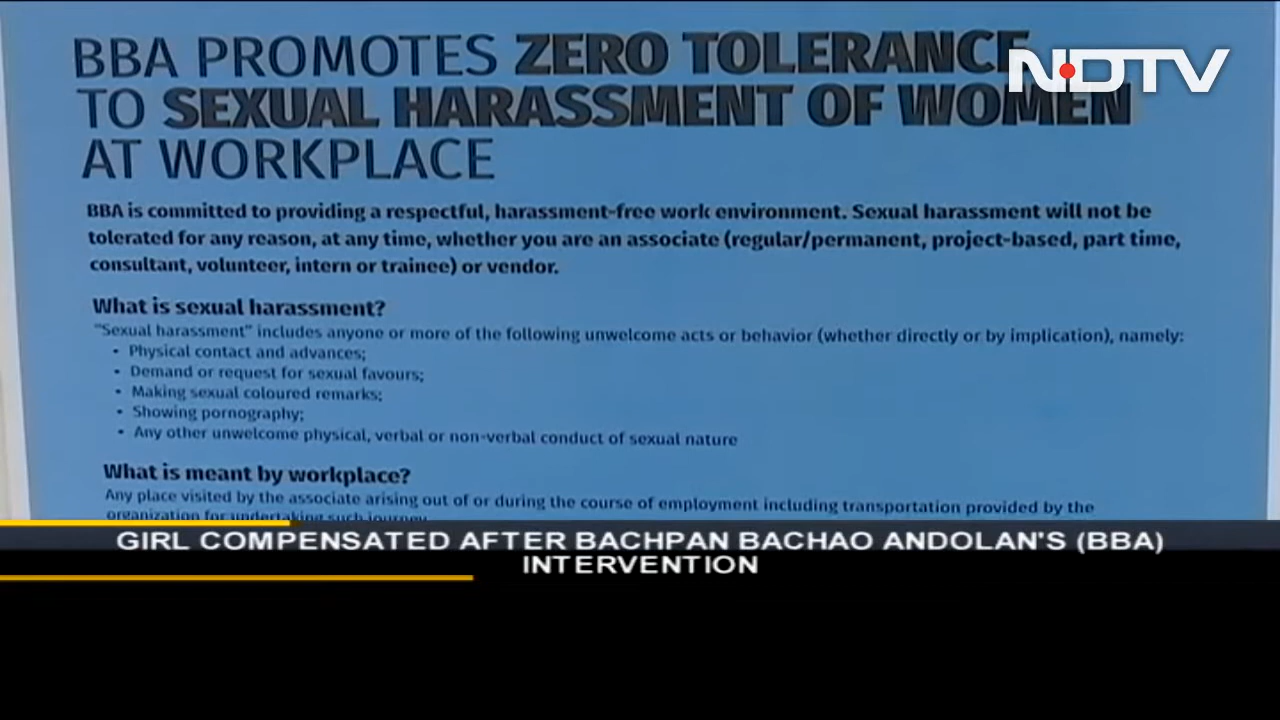 BBA PROMOTES ZERO TOLERANCE
NDTV
TO SEXUAL HARASSMENT OF WOMEN
AT WORKPLACE
BBA is committed to providing a respectful, harassment-free work environment. Sexual harassment will not be
tolerated for any reason, at any time, whether you are an associate (regular/permanent, project-based, part time,
consultant, volunteer, intern or trainee) or vendor.
What is sexual harassment?
"Sexual harassment" includes anyone or more of the following unwelcome acts or behavior (whether directly or by implication), namely:
• Physical contact and advances;
• Demand or request for sexual favours;
• Making sexual coloured remarks;
• Showing pornography;
• Any other unwelcome physical, verbal or non-verbal conduct of sexual nature
What is meant by workplace?
Any place visited by the associate arising out of or during the course of employment including transportation provided by the
organization for undertaking such journey
GIRL COMPENSATED AFTER BACHPAN BACHAO ANDOLAN'S (BBA)
INTERVENTION